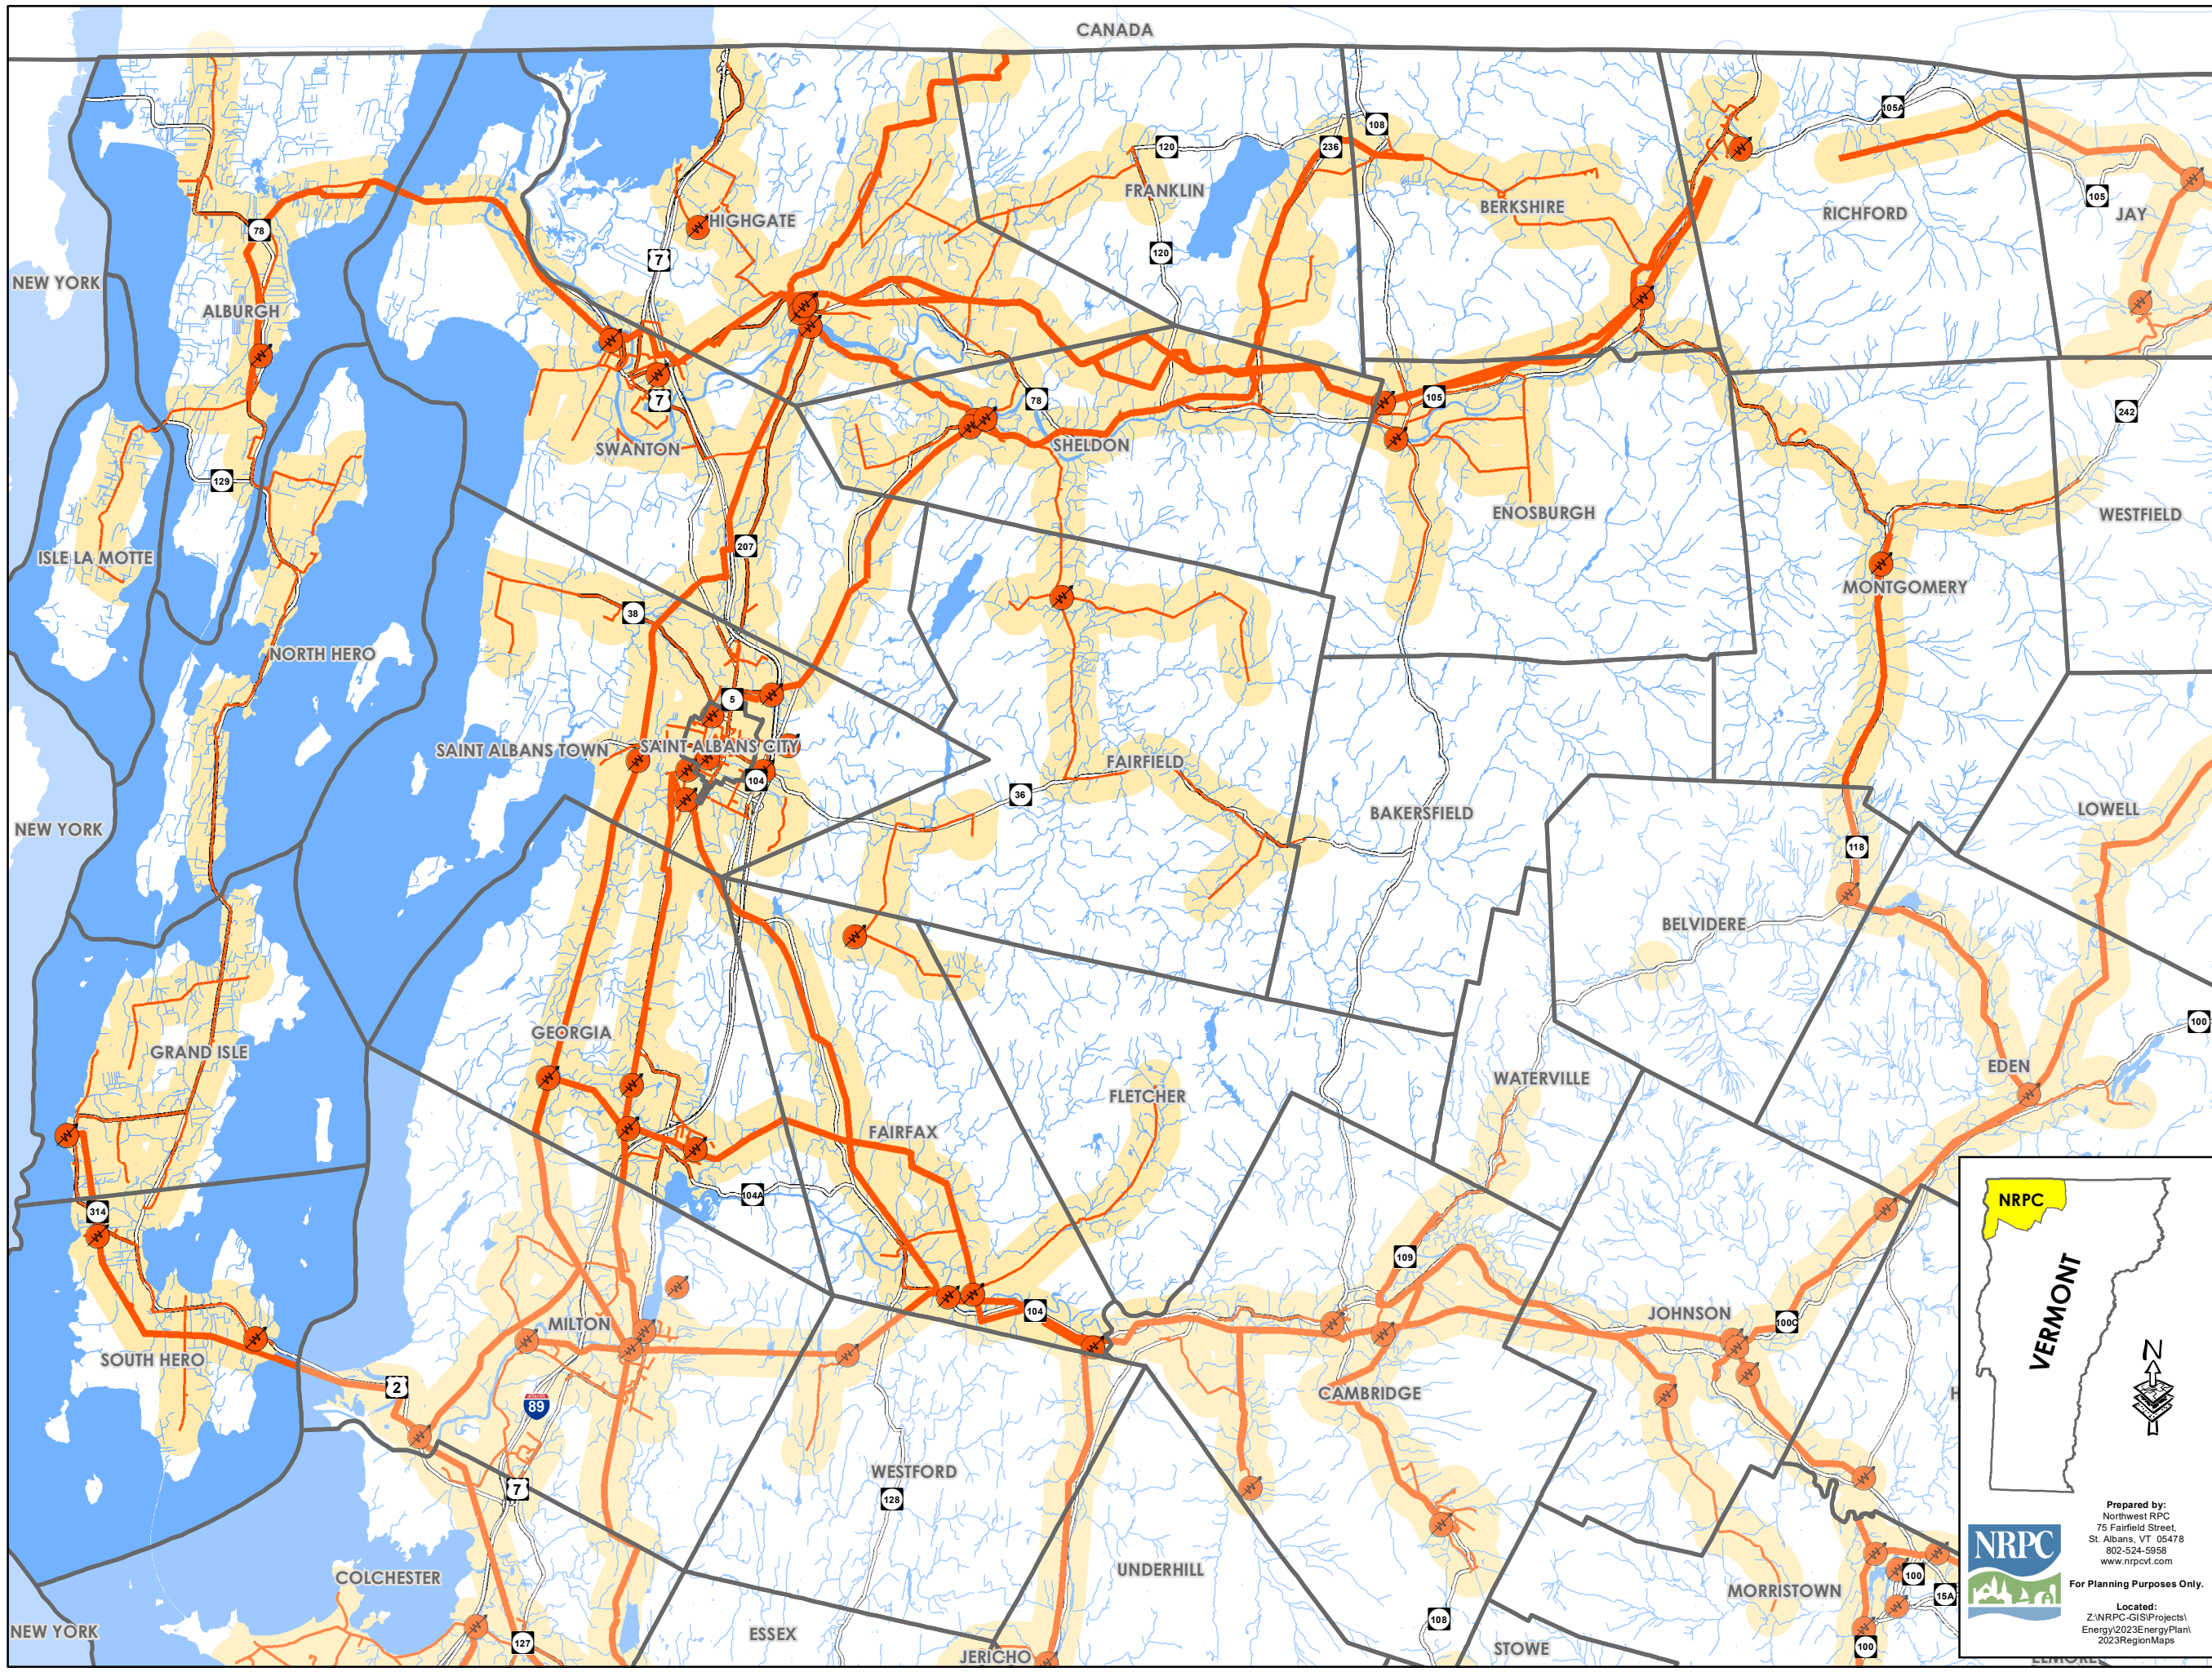 CANADA
105A
108
120
236
FRANKLIN
BERKSHIRE
105
RICHFORD
JAY
HIGHGATE
78
120
7
NEW YORK
ALBURGH
7
78
105
242
SWANTON
SHELDON
129
ENOSBURGH
WESTFIELD
207
ISLE LA MOTTE
MONTGOMERY
38
NORTH HERO
5
SAINT ALBANS TOWN
SAINT ALBANS CITY
FAIRFIELD
104
36
NEW YORK
BAKERSFIELD
LOWELL
118
BELVIDERE
100
GEORGIA
GRAND ISLE
EDEN
WATERVILLE
FLETCHER
FAIRFAX
104A
314
109
104
JOHNSON
100C
MILTON
SOUTH HERO
2
CAMBRIDGE
89
WESTFORD
7
128
UNDERHILL
COLCHESTER
MORRISTOWN
100
15A
108
NEW YORK
ESSEX
127
JERICHO
STOWE
100
ELMORE
NRPC
VERMONT
N
Prepared by:
Northwest RPC
75 Fairfield Street,
St. Albans, VT 05478
802-524-5958
www.nrpcvt.com
NRPC
For Planning Purposes Only.
Located:
Z:\NRPC-GIS\Projects\
Energy\2023EnergyPlan\
2023RegionMaps